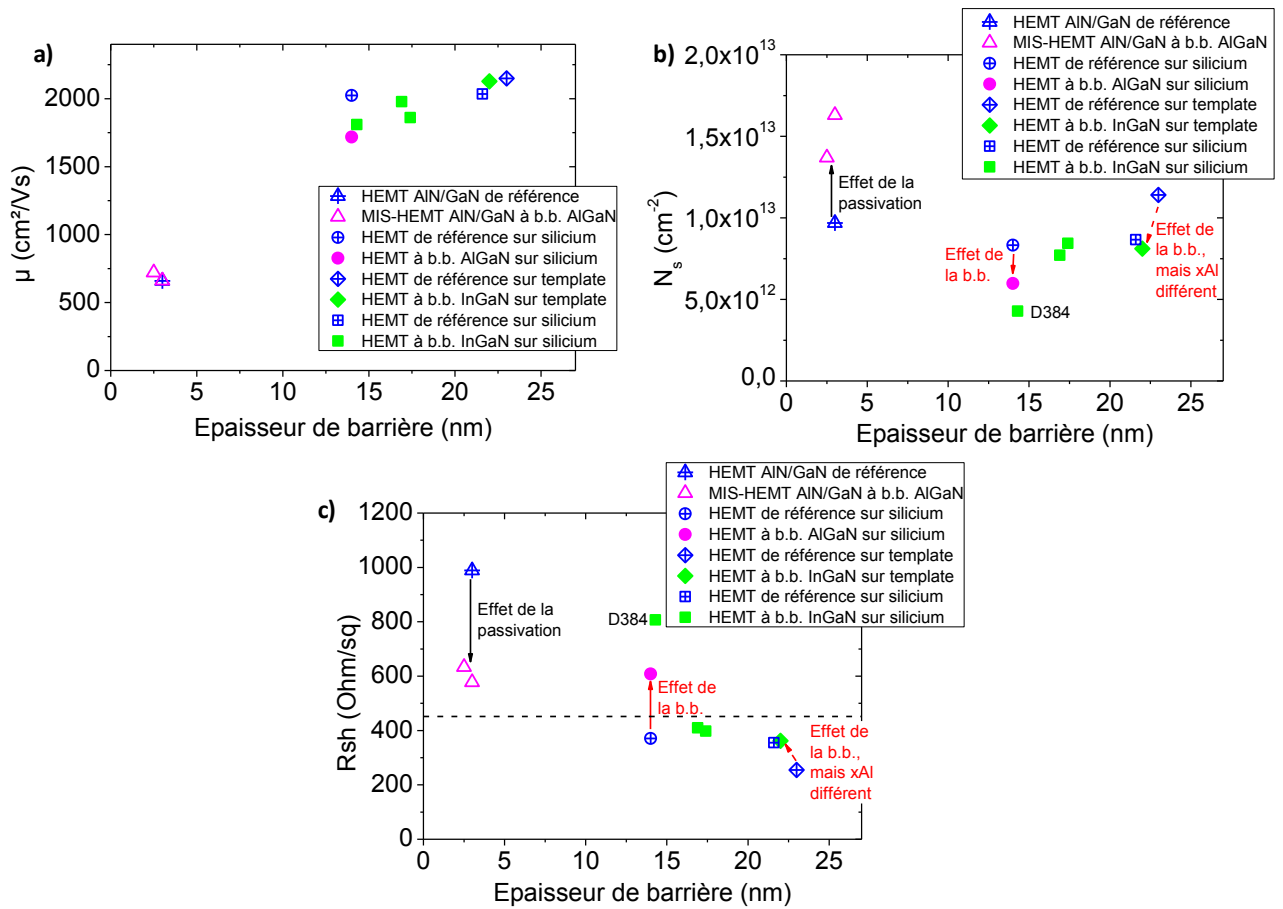 a)
μ (cm²/Vs)
2000
1500
1000
500
0
0
5
10
15
20
25
Epaisseur de barrière (nm)
HEMT AlN/GaN de référence
MIS-HEMT AlN/GaN à b.b. AlGaN
HEMT de référence sur silicium
HEMT à b.b. AlGaN sur silicium
HEMT de référence sur template
HEMT à b.b. InGaN sur template
HEMT de référence sur silicium
HEMT à b.b. InGaN sur silicium
b)
HEMT AlN/GaN de référence
MIS-HEMT AlN/GaN à b.b. AlGaN
HEMT de référence sur silicium
HEMT à b.b. AlGaN sur silicium
HEMT de référence sur template
HEMT à b.b. InGaN sur template
HEMT de référence sur silicium
HEMT à b.b. InGaN sur silicium
Ns (cm-2)
2,0x1013
1,5x1013
1,0x1013
5,0x1012
0,0
0
5
10
15
20
25
Epaisseur de barrière (nm)
Effet de la
passivation
Effet de
la b.b.
D384
Effet de
la b.b.,
mais xAl
différent
c)
HEMT AlN/GaN de référence
MIS-HEMT AlN/GaN à b.b. AlGaN
HEMT de référence sur silicium
HEMT à b.b. AlGaN sur silicium
HEMT de référence sur template
HEMT à b.b. InGaN sur template
HEMT de référence sur silicium
HEMT à b.b. InGaN sur silicium
Rsh (Ohm/sq)
1200
1000
800
600
400
200
0
0
5
10
15
20
25
Epaisseur de barrière (nm)
Effet de la
passivation
D384
Effet de
la b.b.
Effet de
la b.b.,
mais xAl
différent